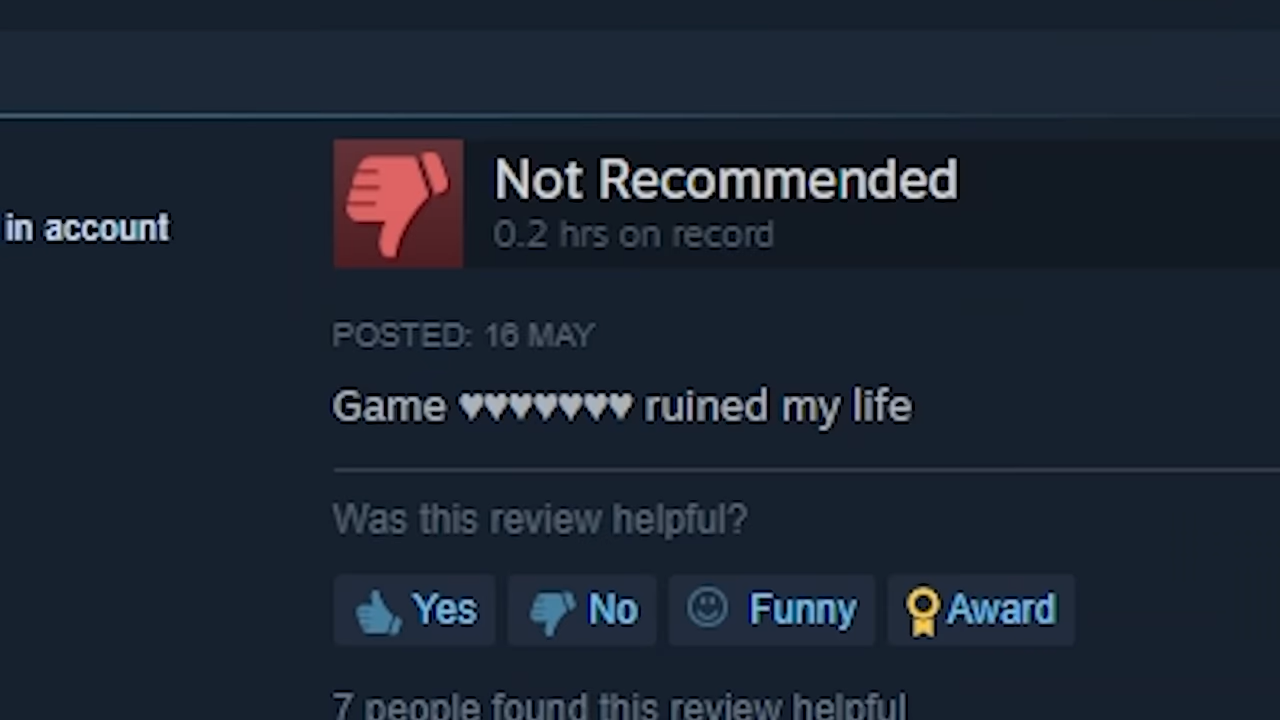 Not Recommended
0.2 hrs on record
in account
POSTED: 16 MAY
Game ♥♥♥♥♥♥♥ ruined my life
Was this review helpful?
Yes No Funny Award
7 people found this review helpful